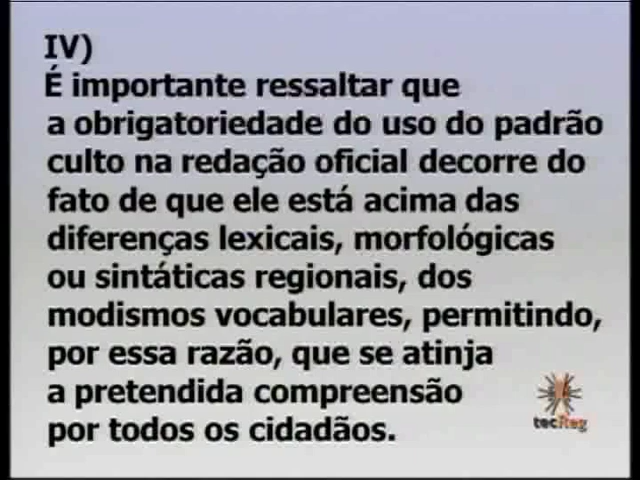 IV)
É importante ressaltar que
a obrigatoriedade do uso do padrão
culto na redação oficial decorre do
fato de que ele está acima das
diferenças lexicais, morfológicas
ou sintáticas regionais, dos
modismos vocabulares, permitindo,
por essa razão, que se atinja
a pretendida compreensão
por todos os cidadãos.
tecReg